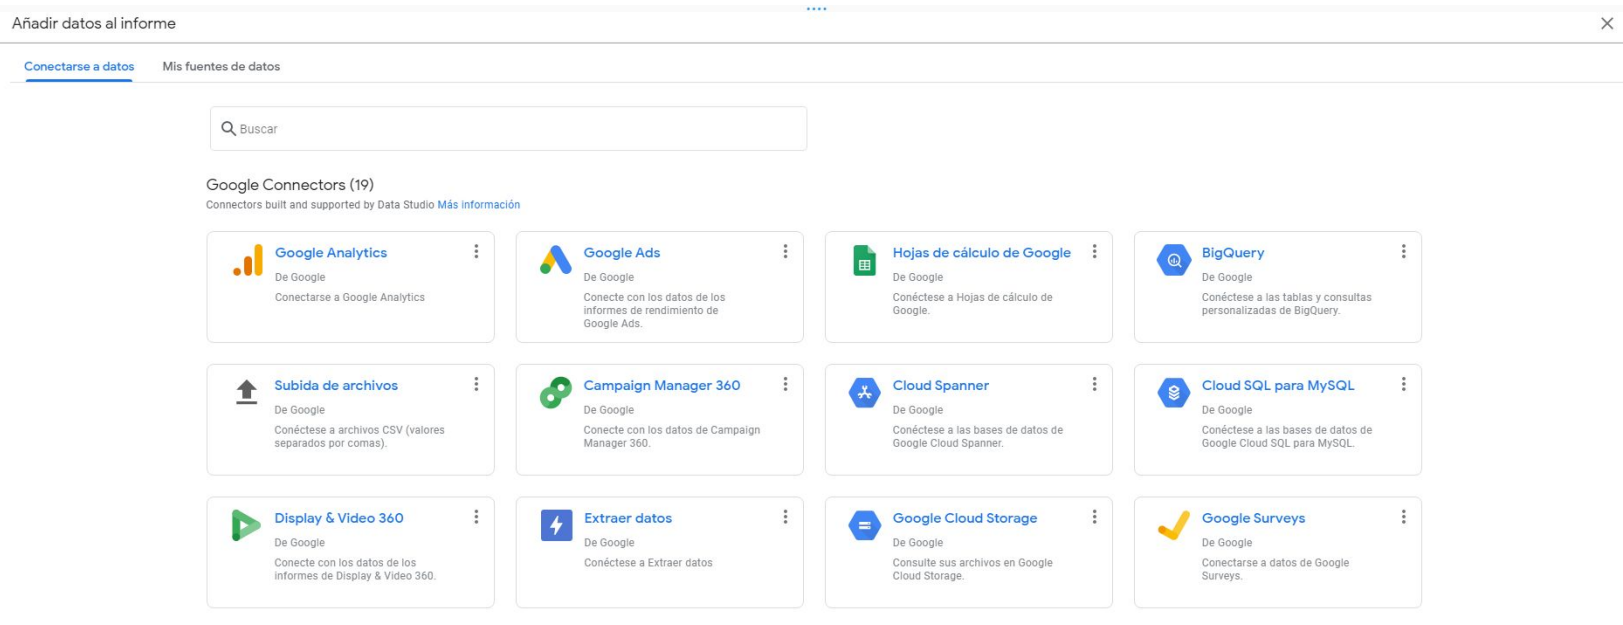 Añadir datos al informe
Conectarse a datos
Mis fuentes de datos
Buscar
Google Connectors (19)
Connectors built and supported by Data Studio Más información
Google Analytics
De Google
Conectarse a Google Analytics
Google Ads
De Google
Conecte con los datos de los
informes de rendimiento de
Google Ads.
Hojas de cálculo de Google
De Google
Conéctese a Hojas de cálculo de
Google.
BigQuery
De Google
Conéctese a las tablas y consultas
personalizadas de BigQuery.
Subida de archivos
De Google
Conéctese a archivos CSV (valores
separados por comas).
Campaign Manager 360
De Google
Conecte con los datos de Campaign
Manager 360.
Cloud Spanner
De Google
Conéctese a las bases de datos de
Google Cloud Spanner.
Cloud SQL para MySQL
De Google
Conéctese a las bases de datos de
Google Cloud SQL para MySQL.
Display & Video 360
De Google
Conecte con los datos de los
informes de Display & Video 360.
Extraer datos
De Google
Conéctese a Extraer datos
Google Cloud Storage
De Google
Consulte sus archivos en Google
Cloud Storage.
Google Surveys
De Google
Conectarse a datos de Google
Surveys.